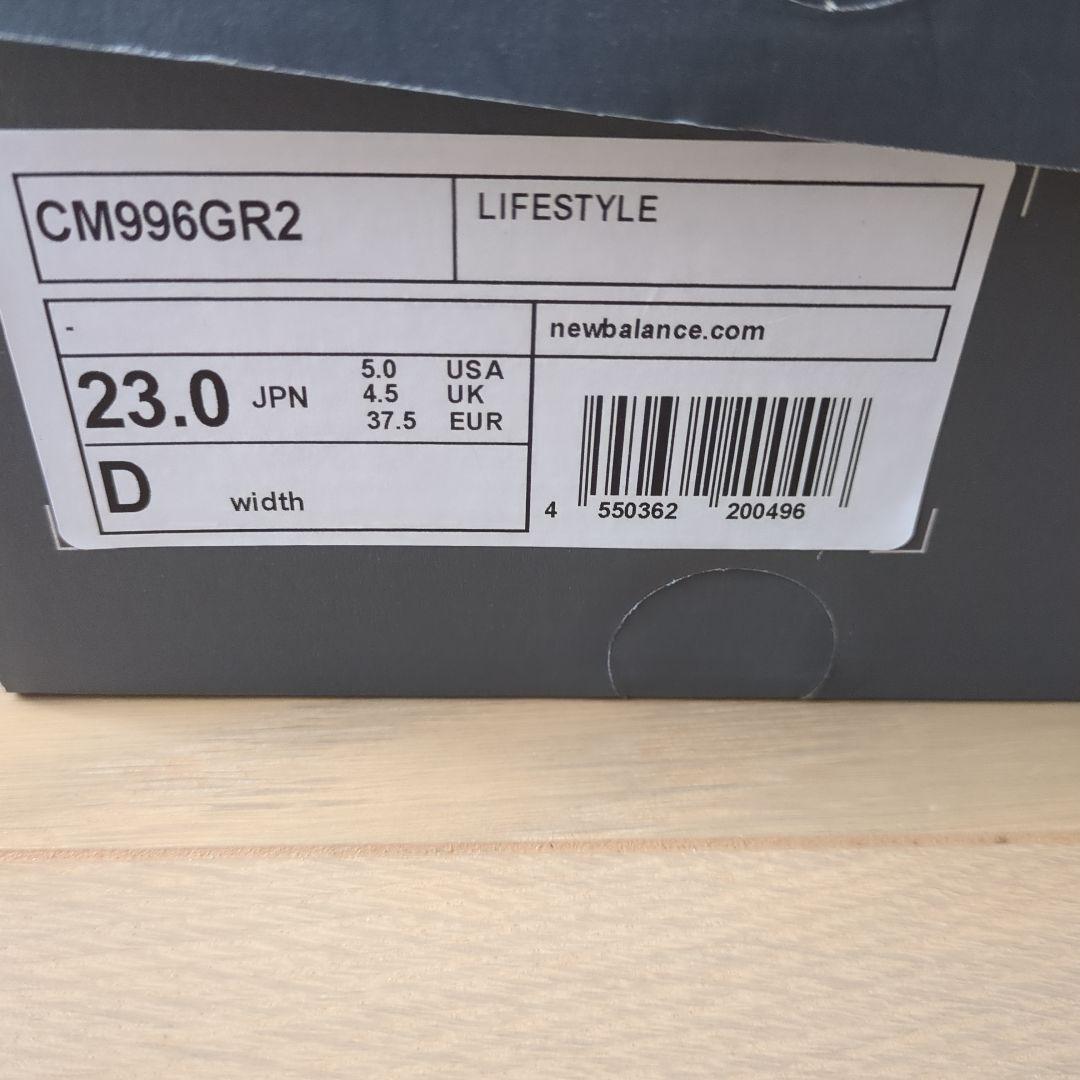 CM996GR2
LIFESTYLE
-
newbalance.com
23.0 JPN
5.0 USA
4.5 UK
37.5 EUR
D width
4 550362 200496